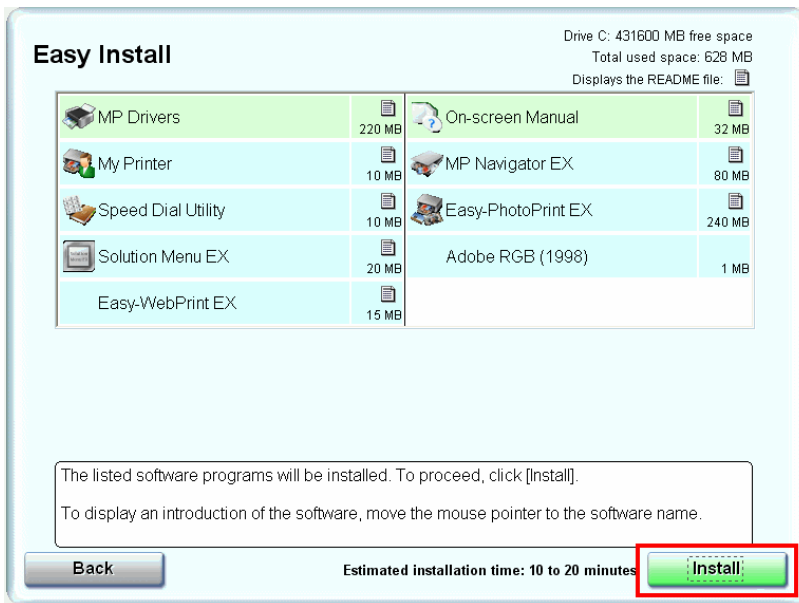 Easy Install
Drive C: 431600 MB free space
Total used space: 628 MB
Displays the README file:
MP Drivers
220 MB
On-screen Manual
32 MB
My Printer
10 MB
MP Navigator EX
80 MB
Speed Dial Utility
10 MB
Easy-PhotoPrint EX
240 MB
Solution Menu EX
20 MB
Adobe RGB (1998)
1 MB
Easy-WebPrint EX
15 MB
The listed software programs will be installed. To proceed, click [Install].
To display an introduction of the software, move the mouse pointer to the software name.
Back
Estimated installation time: 10 to 20 minutes
Install